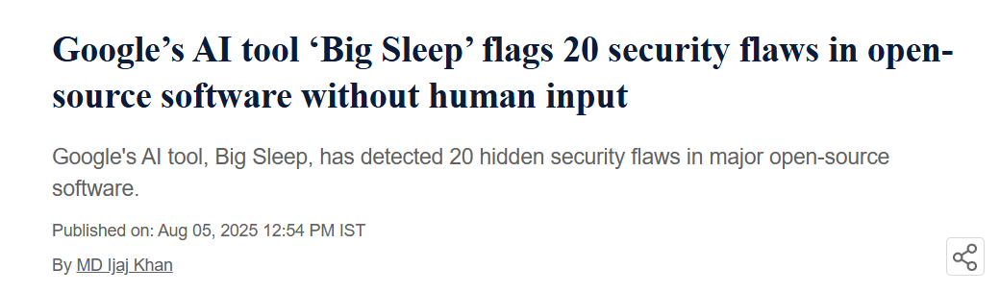 Google’s AI tool ‘Big Sleep’ flags 20 security flaws in open-
source software without human input
Google's AI tool, Big Sleep, has detected 20 hidden security flaws in major open-source
software.
Published on: Aug 05, 2025 12:54 PM IST
By MD Ijaj Khan